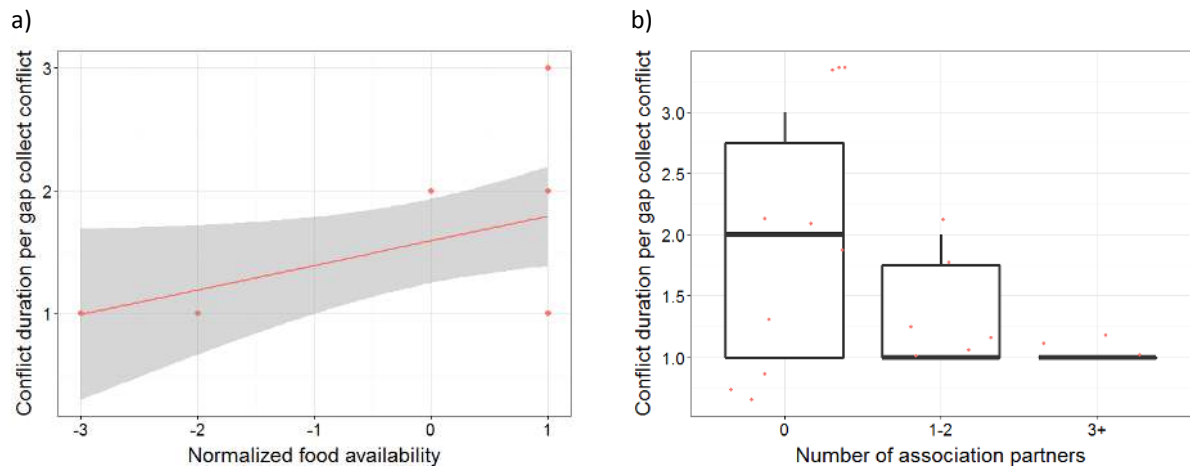 a)
Conflict duration per gap collect conflict
3
2
1
-3 -2 -1 0 1
Normalized food availability
b)
Conflict duration per gap collect conflict
3.0
2.5
2.0
1.5
1.0
0 1-2 3+
Number of association partners